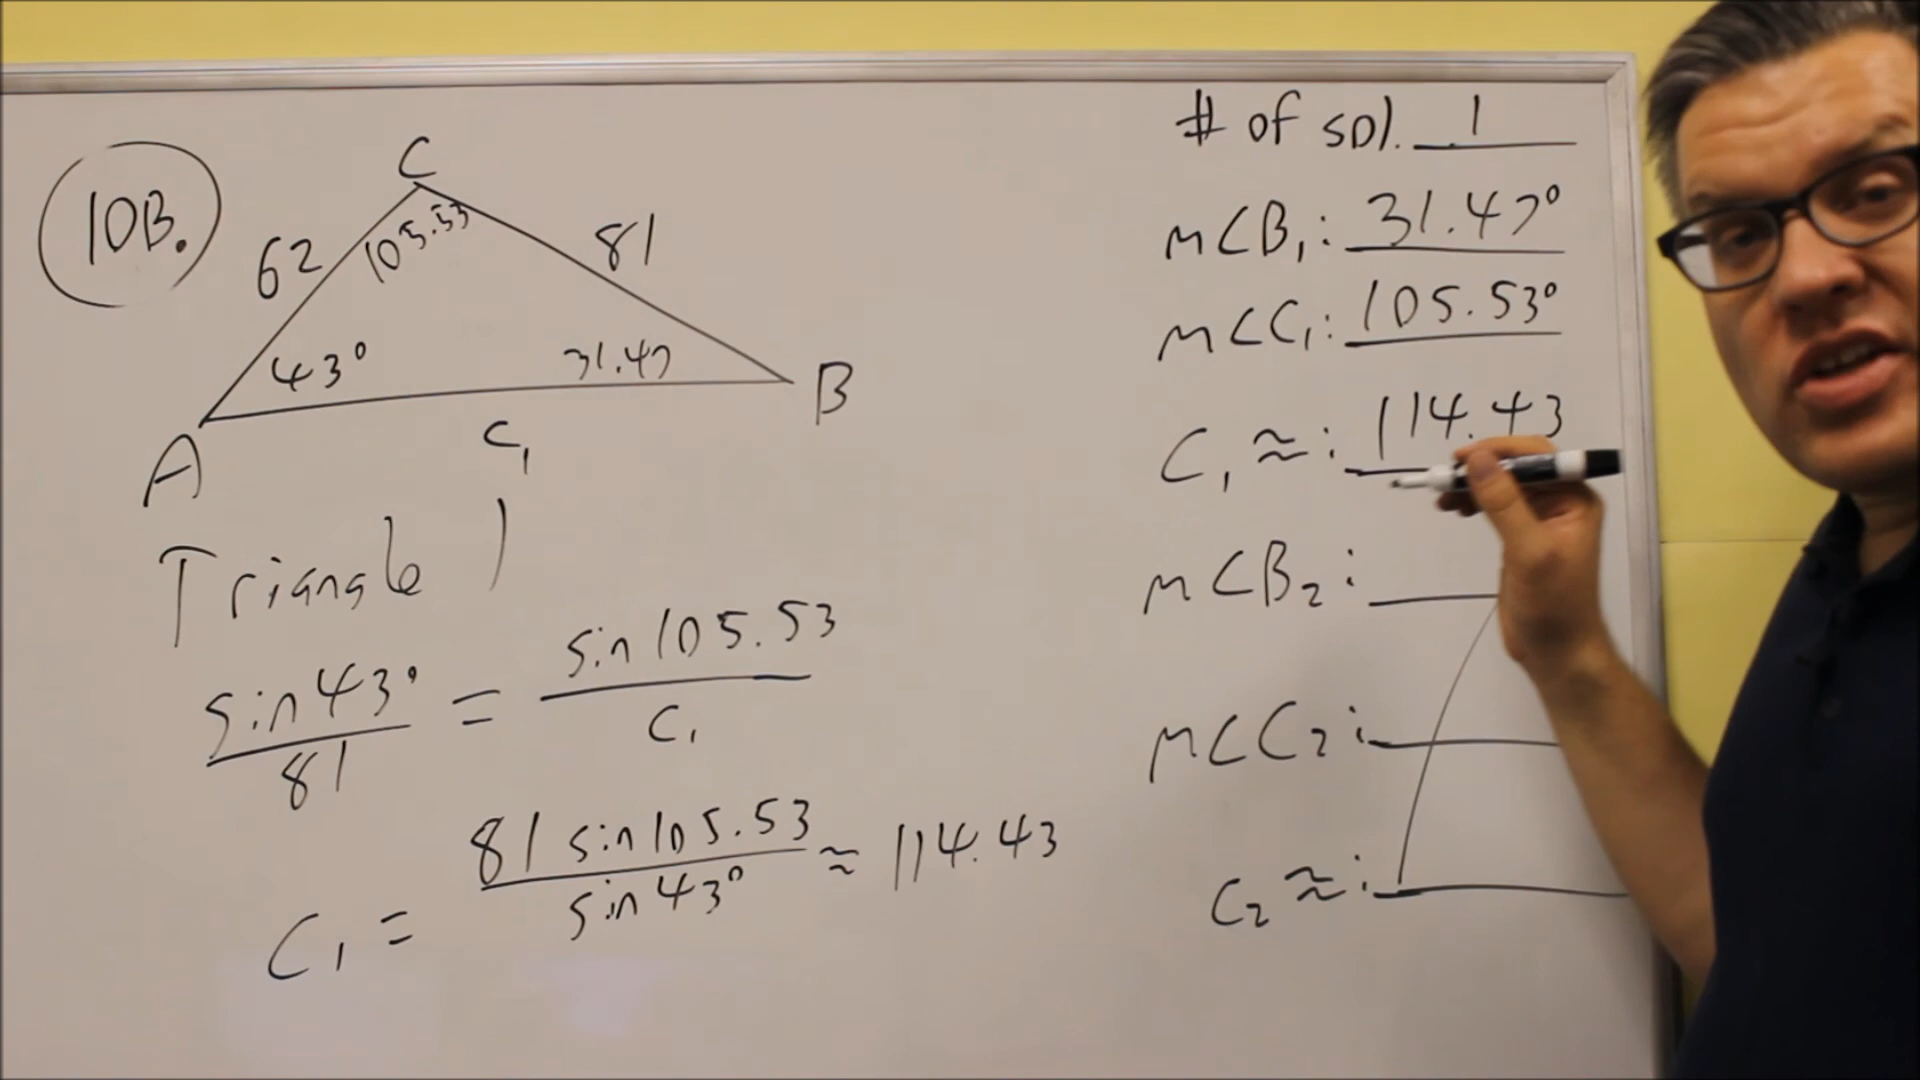 10B.
C
62
105.53
81
43°
31.47
A
C₁
B
Triangle 1
sin 43° / 81 = sin 105.53 / C₁
C₁ = 81 sin 105.53 / sin 43° ≈ 114.43
# of sol. 1
m∠B₁: 31.47°
m∠C₁: 105.53°
C₁ ≈: 114.43
m∠B₂:
m∠C₂:
C₂ ≈: